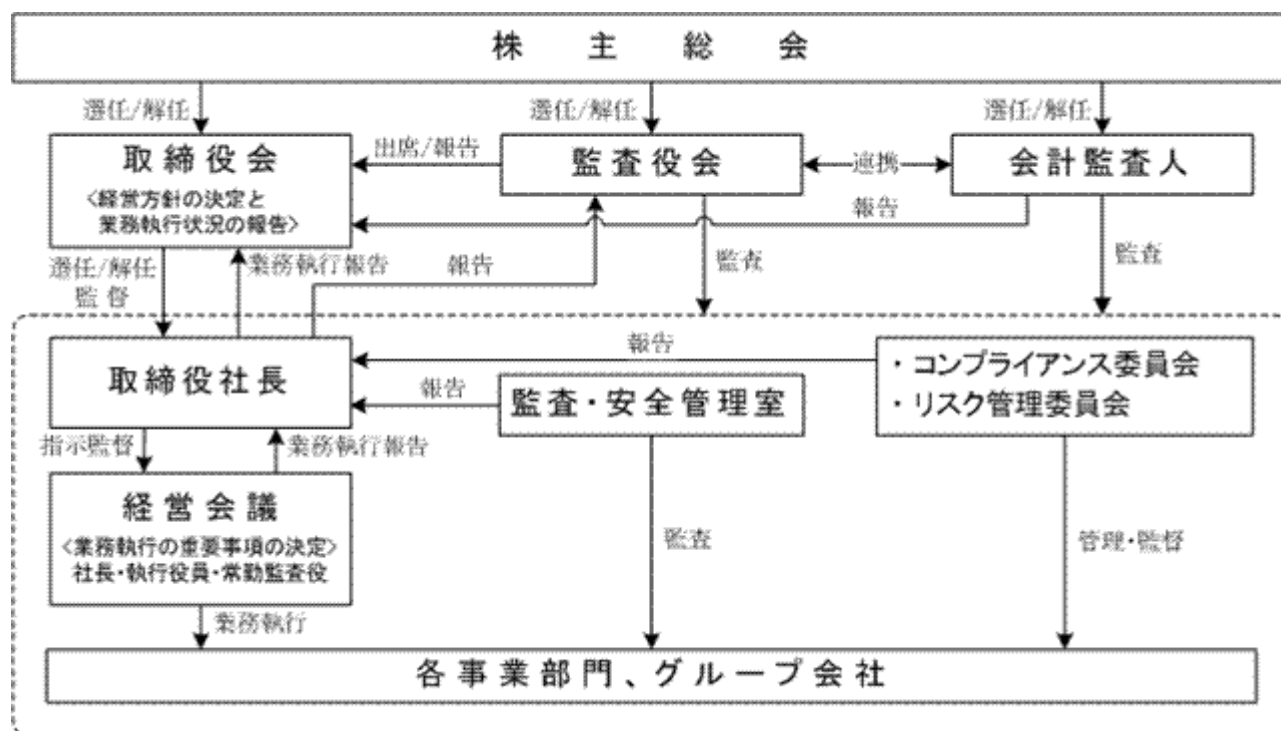 株主総会
選任/解任
選任/解任
選任/解任
取締役会
<経営方針の決定と
業務執行状況の報告>
出席/報告
監査役会
連携
会計監査人
報告
選任/解任
監督
業務執行報告
報告
監査
監査
取締役社長
報告
報告
監査・安全管理室
・コンプライアンス委員会
・リスク管理委員会
指示監督
業務執行報告
経営会議
<業務執行の重要事項の決定>
社長・執行役員・常勤監査役
監査
管理・監督
業務執行
各事業部門、グループ会社